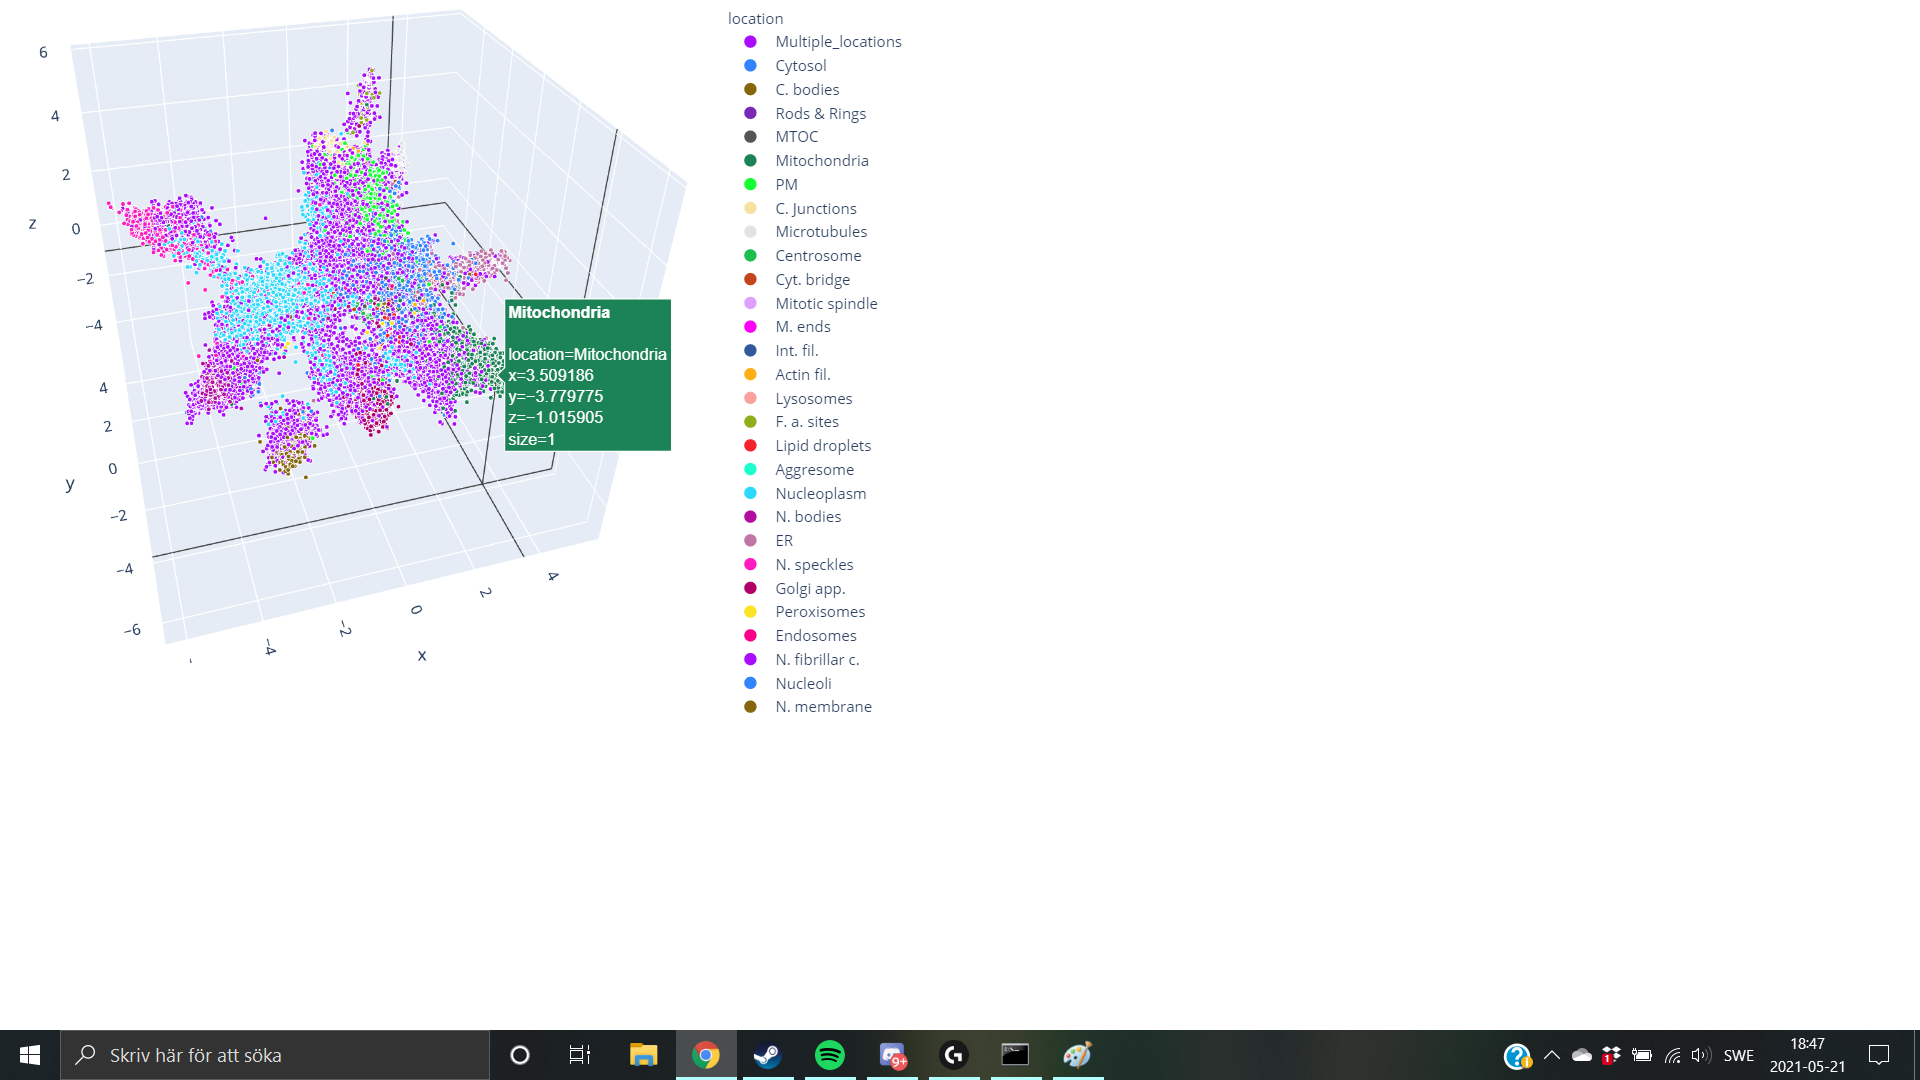 6
4
2
z
0
−2
−4
4
2
0
y
−2
−4
−6
−4
−2
0
2
4
x
Mitochondria
location=Mitochondria
x=3.509186
y=−3.779775
z=−1.015905
size=1
location
Multiple_locations
Cytosol
C. bodies
Rods & Rings
MTOC
Mitochondria
PM
C. Junctions
Microtubules
Centrosome
Cyt. bridge
Mitotic spindle
M. ends
Int. fil.
Actin fil.
Lysosomes
F. a. sites
Lipid droplets
Aggresome
Nucleoplasm
N. bodies
ER
N. speckles
Golgi app.
Peroxisomes
Endosomes
N. fibrillar c.
Nucleoli
N. membrane
Skriv här för att söka
9+
1
SWE
18:47
2021-05-21